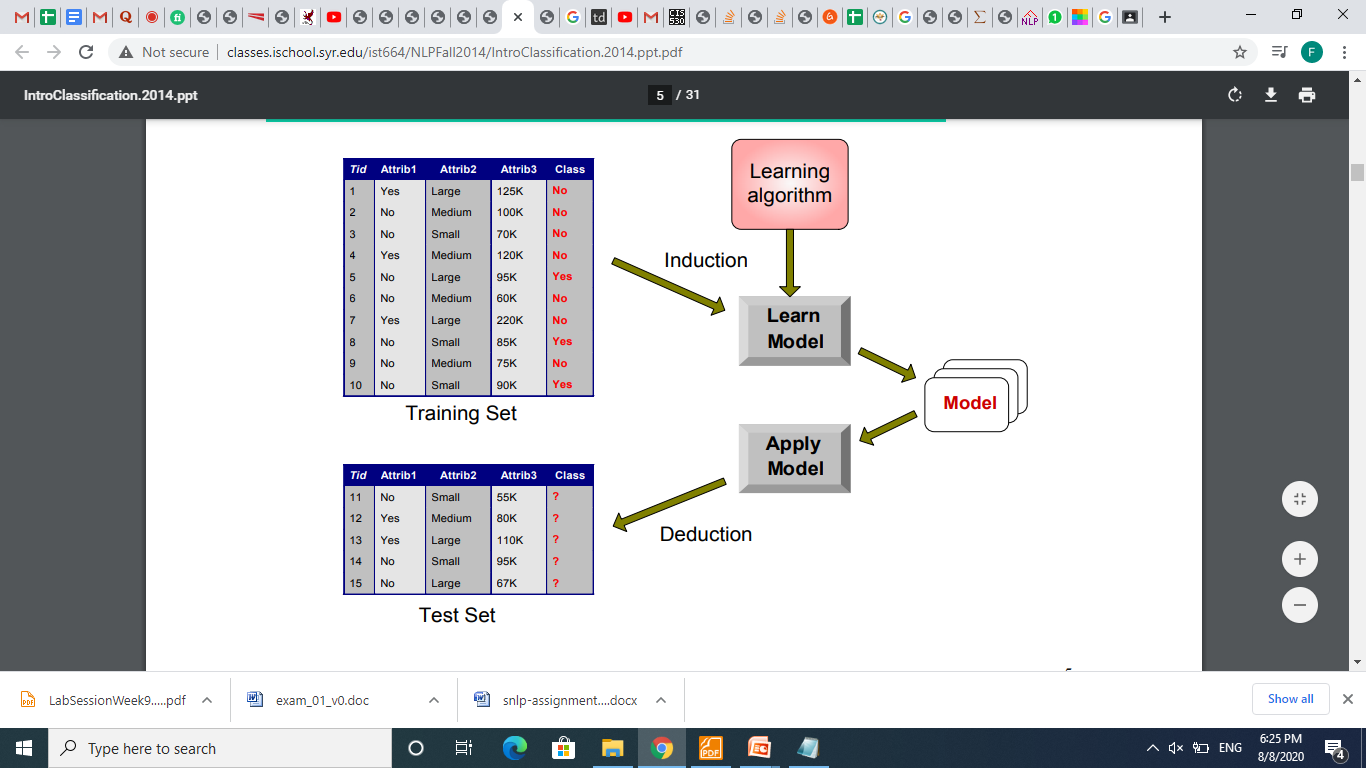 CIS
530
td
NLP
1
Not secure | classes.ischool.syr.edu/ist664/NLPFall2014/IntroClassification.2014.ppt.pdf
F
IntroClassification.2014.ppt
5 / 31
Tid Attrib1 Attrib2 Attrib3 Class
1 Yes Large 125K No
2 No Medium 100K No
3 No Small 70K No
4 Yes Medium 120K No
5 No Large 95K Yes
6 No Medium 60K No
7 Yes Large 220K No
8 No Small 85K Yes
9 No Medium 75K No
10 No Small 90K Yes
Training Set
Learning
algorithm
Induction
Learn
Model
Model
Apply
Model
Deduction
Tid Attrib1 Attrib2 Attrib3 Class
11 No Small 55K ?
12 Yes Medium 80K ?
13 Yes Large 110K ?
14 No Small 95K ?
15 No Large 67K ?
Test Set
LabSessionWeek9.....pdf
exam_01_v0.doc
snlp-assignment....docx
Show all
Type here to search
ENG
6:25 PM
8/8/2020
4